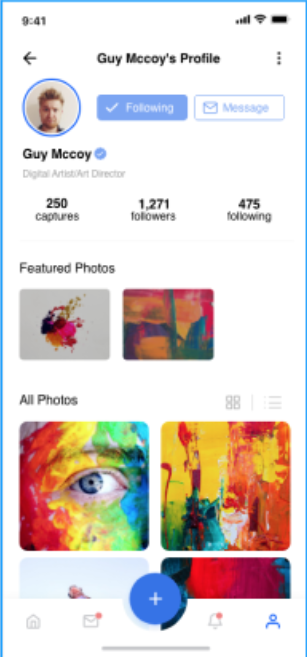 9:41
Guy Mccoy's Profile
Following
Message
Guy Mccoy
Digital Artist/Art Director
250 1,271 475
captures followers following
Featured Photos
All Photos